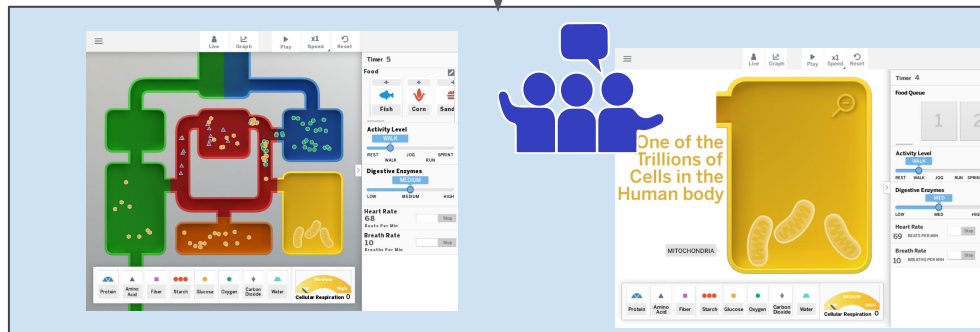 Live
Graph
Play
x1
Speed
Reset
Timer 5
Food
Fish
Corn
Sand
Activity Level
WALK
REST JOG SPRINT
WALK RUN
Digestive Enzymes
MEDIUM
LOW MEDIUM HIGH
Heart Rate
68 Stop
Beats Per Min
Breath Rate
10 Stop
Breaths Per Min
Protein
Amino
Acid
Fiber
Starch
Glucose
Oxygen
Carbon
Dioxide
Water
Medium
High
Cellular Respiration 0
Live
Graph
Play
x1
Speed
Reset
One of the
Trillions of
Cells in the
Human body
MITOCHONDRIA
Timer 4
Food Queue
1 2
Activity Level
WALK
REST WALK JOG RUN SPRIN
Digestive Enzymes
MED
LOW MED HIGH
Heart Rate
69 BEATS PER MIN Stop
Breath Rate
10 BREATHS PER MIN Stop
Protein
Amino
Acid
Fiber
Starch
Glucose
Oxygen
Carbon
Dioxide
Water
MEDIUM
HIGH
Cellular Respiration 0